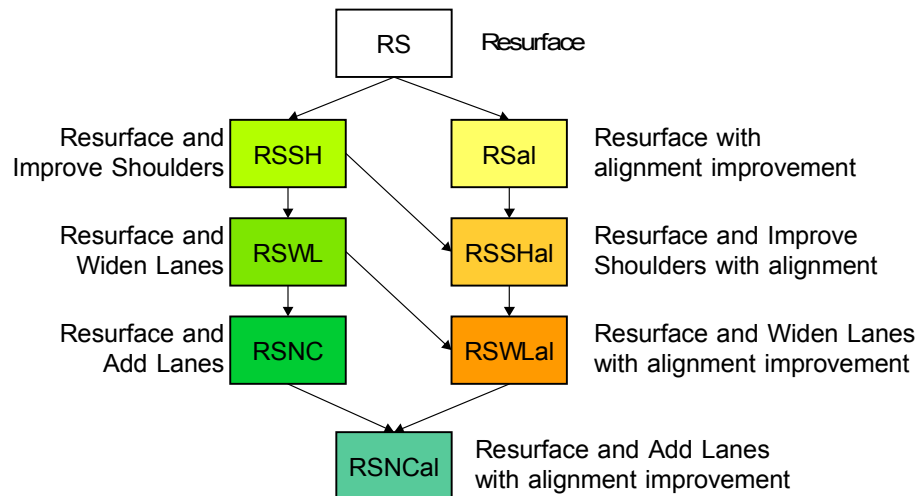 RS
Resurface
Resurface and
Improve Shoulders
RSSH
RSal
Resurface with
alignment improvement
Resurface and
Widen Lanes
RSWL
RSSHal
Resurface and Improve
Shoulders with alignment
Resurface and
Add Lanes
RSNC
RSWLal
Resurface and Widen Lanes
with alignment improvement
RSNCal
Resurface and Add Lanes
with alignment improvement